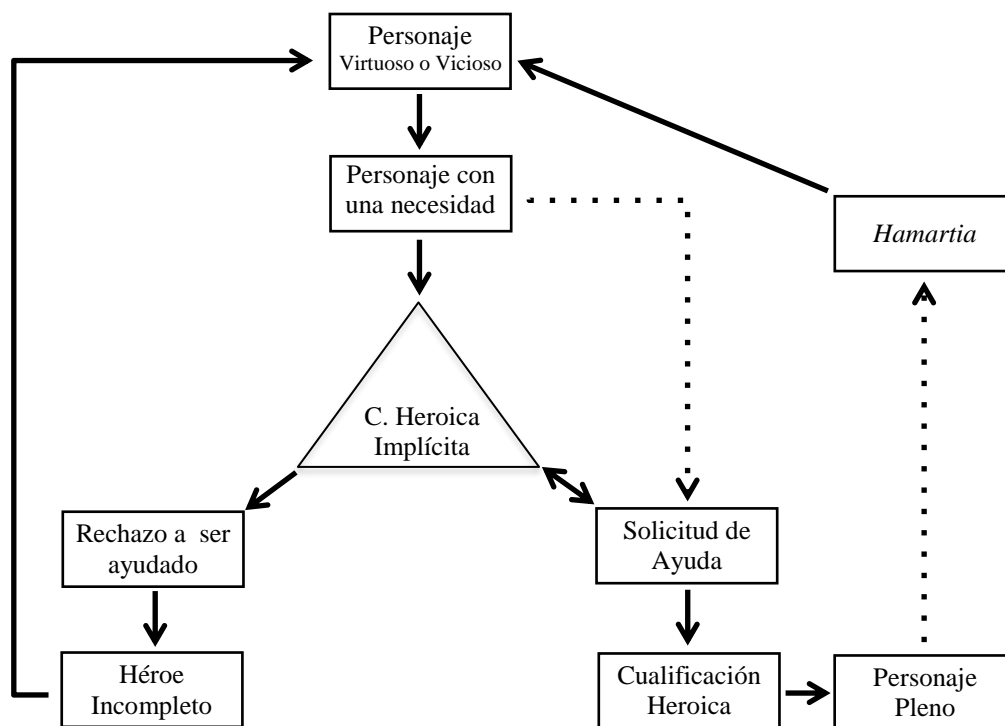 Personaje
Virtuoso o Vicioso
Personaje con
una necesidad
Hamartia
C. Heroica
Implícita
Rechazo a ser
ayudado
Solicitud de
Ayuda
Héroe
Incompleto
Cualificación
Heroica
Personaje
Pleno